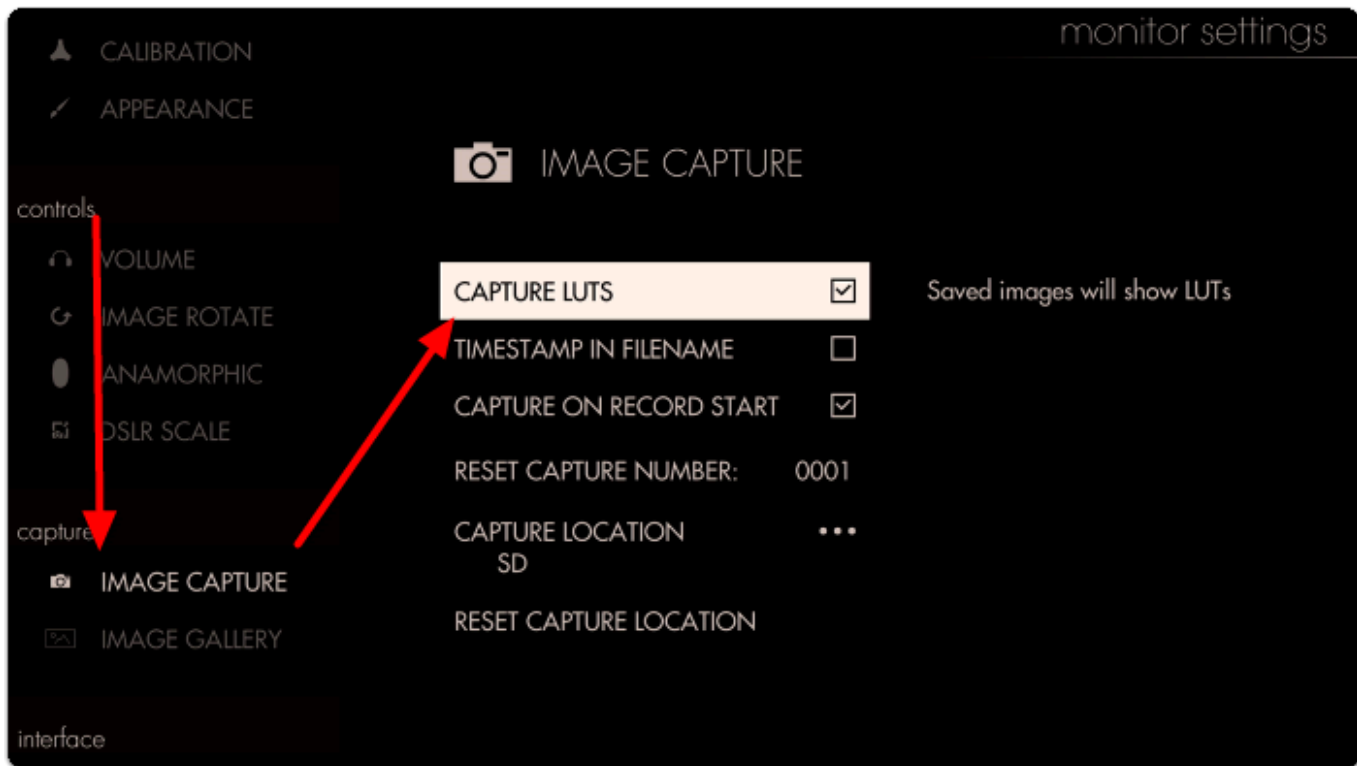 monitor settings
CALIBRATION
APPEARANCE
controls
VOLUME
IMAGE ROTATE
ANAMORPHIC
DSLR SCALE
capture
IMAGE CAPTURE
IMAGE GALLERY
interface
IMAGE CAPTURE
CAPTURE LUTS
Saved images will show LUTs
TIMESTAMP IN FILENAME
CAPTURE ON RECORD START
RESET CAPTURE NUMBER: 0001
CAPTURE LOCATION •••
SD
RESET CAPTURE LOCATION